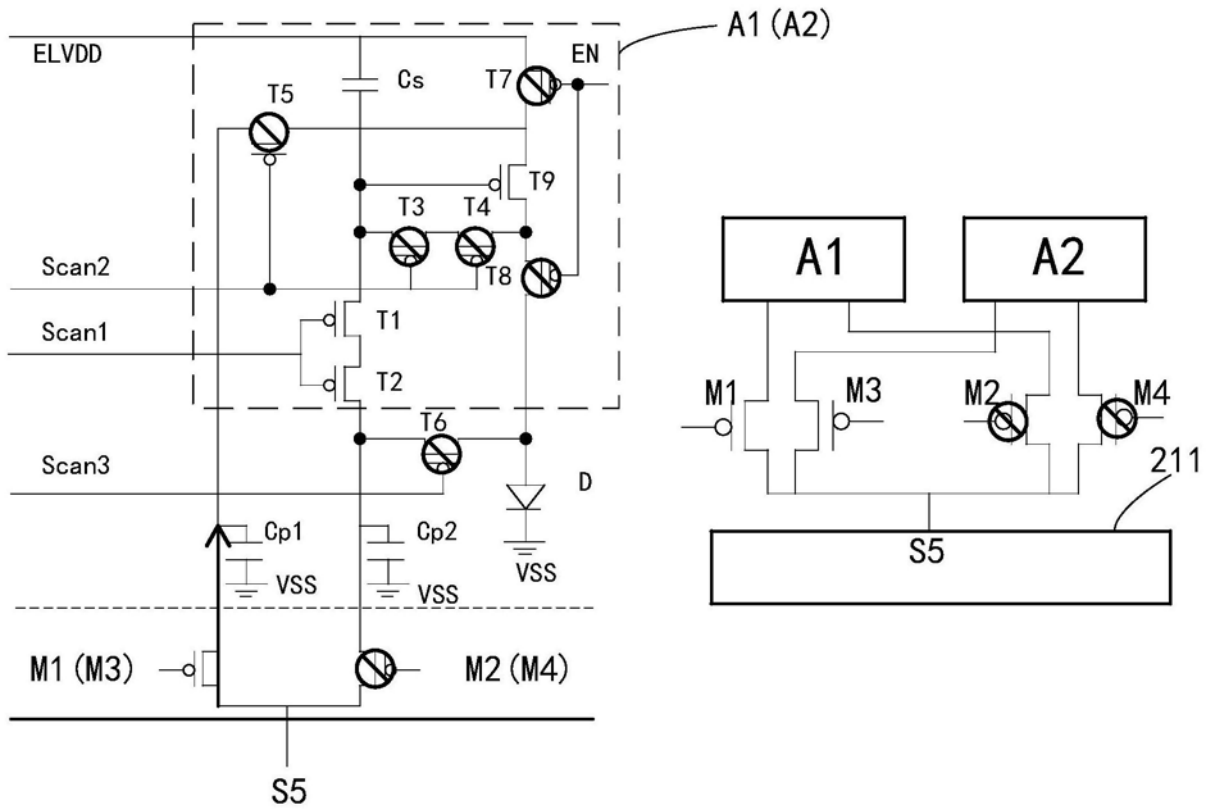 A1(A2)
ELVDD
EN
Cs
T7
T5
T9
T3
T4
Scan2
T8
T1
Scan1
T2
T6
Scan3
D
Cp1
Cp2
VSS
VSS
VSS
M1(M3)
M2(M4)
S5
A1
A2
M1
M3
M2
M4
211
S5